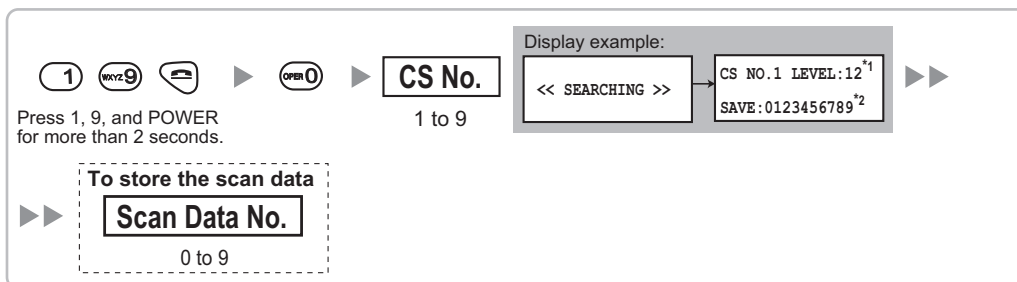 Display example:
1 WXYZ 9 OPER 0 CS No. << SEARCHING >> CS NO.1 LEVEL:12*1
SAVE:0123456789*2
Press 1, 9, and POWER
for more than 2 seconds.
1 to 9
To store the scan data
Scan Data No.
0 to 9